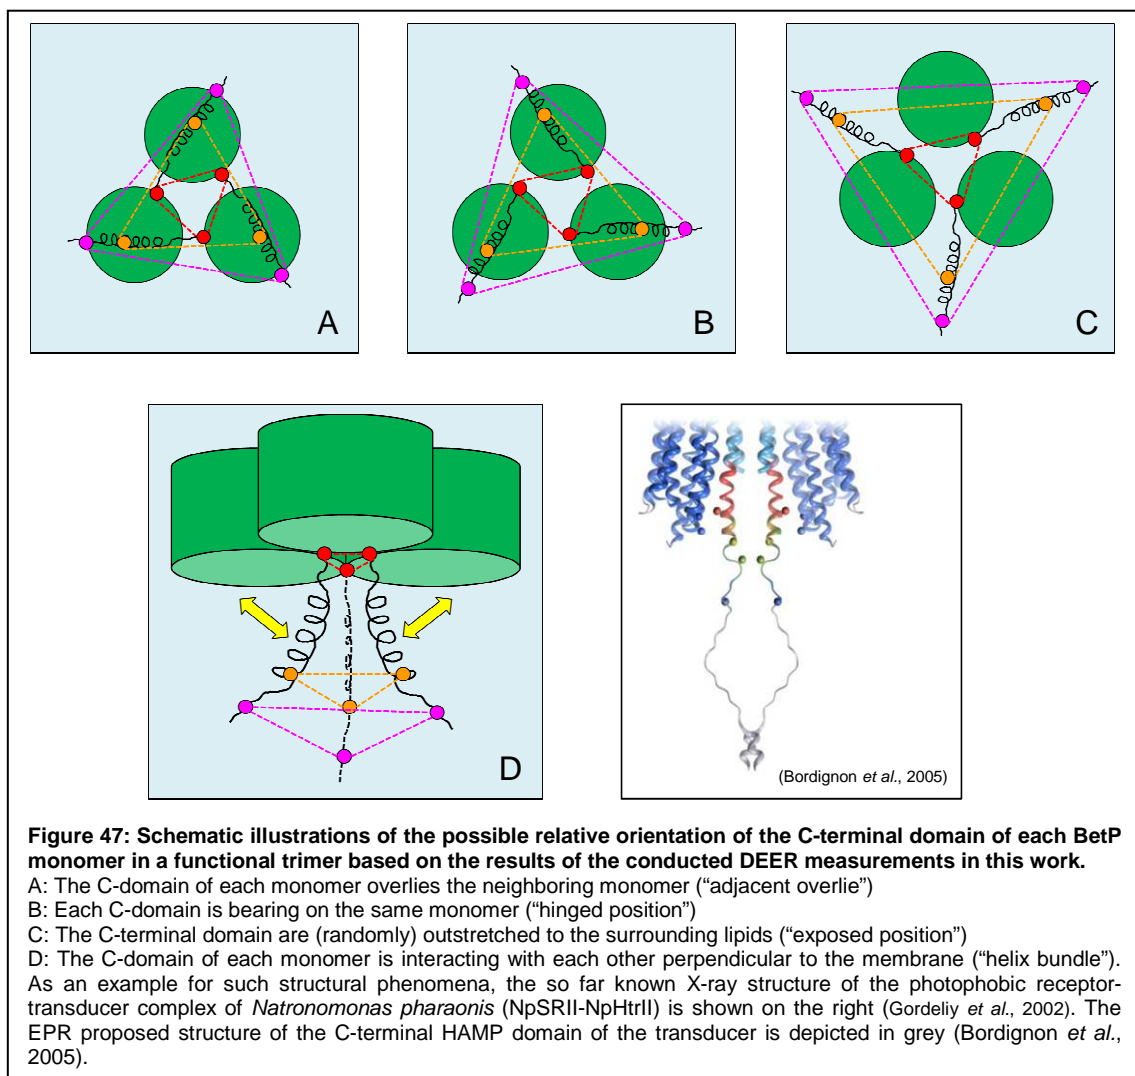 A
B
C
D
(Bordignon et al., 2005)
Figure 47: Schematic illustrations of the possible relative orientation of the C-terminal domain of each BetP
monomer in a functional trimer based on the results of the conducted DEER measurements in this work.
A: The C-domain of each monomer overlies the neighboring monomer (“adjacent overlie”)
B: Each C-domain is bearing on the same monomer (“hinged position”)
C: The C-terminal domain are (randomly) outstretched to the surrounding lipids (“exposed position”)
D: The C-domain of each monomer is interacting with each other perpendicular to the membrane (“helix bundle”).
As an example for such structural phenomena, the so far known X-ray structure of the photophobic receptor-
transducer complex of Natronomonas pharaonis (NpSRII-NpHtrII) is shown on the right (Gordeliy et al., 2002). The
EPR proposed structure of the C-terminal HAMP domain of the transducer is depicted in grey (Bordignon et al.,
2005).